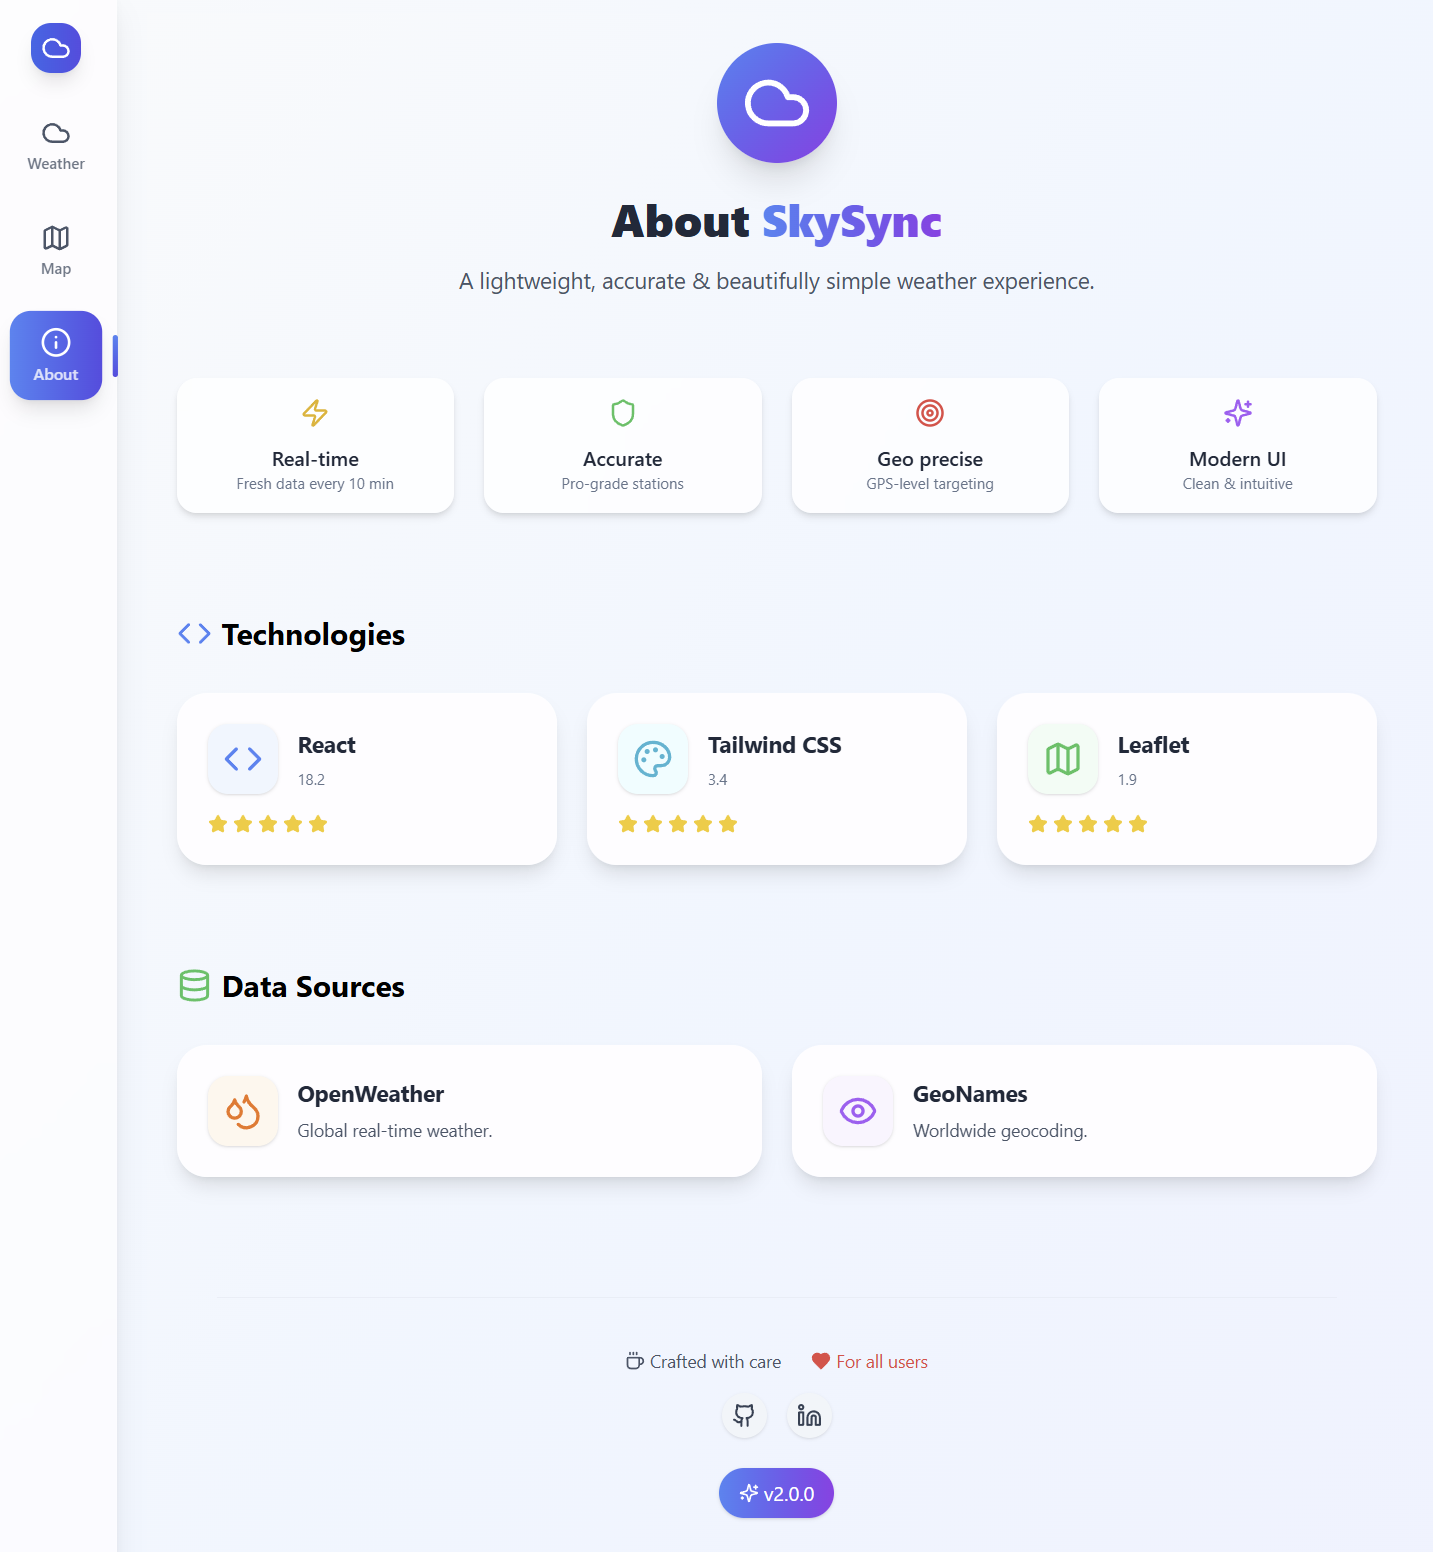 Weather
Map
About
About SkySync
A lightweight, accurate & beautifully simple weather experience.
Real-time
Fresh data every 10 min
Accurate
Pro-grade stations
Geo precise
GPS-level targeting
Modern UI
Clean & intuitive
Technologies
React
18.2
Tailwind CSS
3.4
Leaflet
1.9
Data Sources
OpenWeather
Global real-time weather.
GeoNames
Worldwide geocoding.
Crafted with care
For all users
v2.0.0